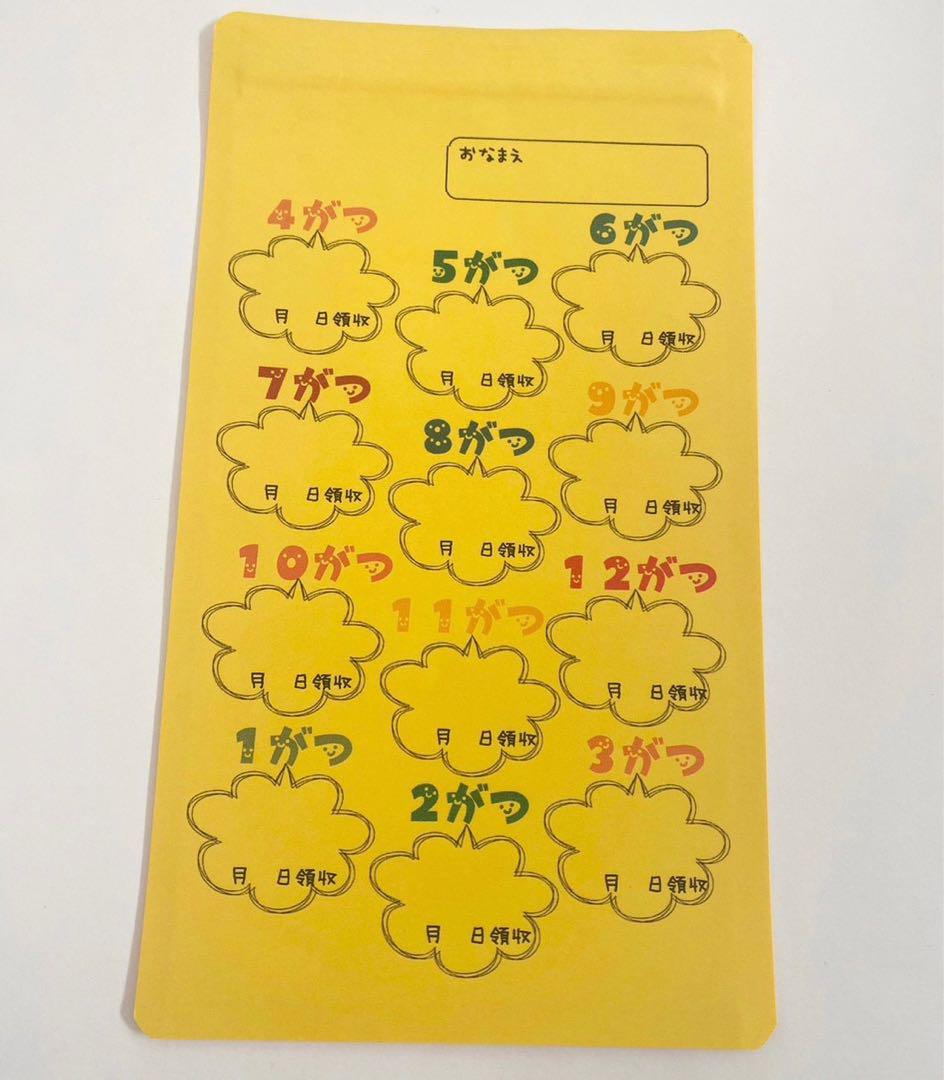 おなまえ
4がつ
月 日領収
5がつ
月 日領収
6がつ
月 日領収
7がつ
月 日領収
8がつ
月 日領収
9がつ
月 日領収
10がつ
月 日領収
11がつ
月 日領収
12がつ
月 日領収
1がつ
月 日領収
2がつ
月 日領収
3がつ
月 日領収